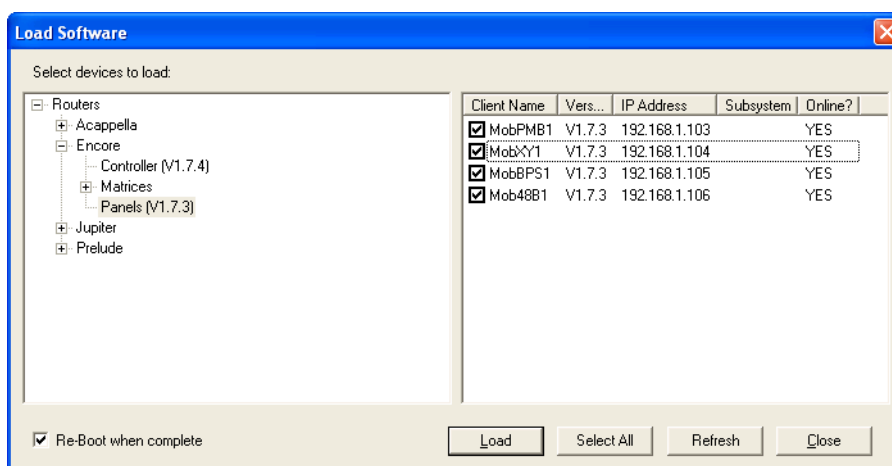 Load Software
Select devices to load:
Routers
Acappella
Encore
Controller (V1.7.4)
Matrices
Panels (V1.7.3)
Jupiter
Prelude
Client Name Vers... IP Address Subsystem Online?
MobPMB1 V1.7.3 192.168.1.103 YES
MobXY1 V1.7.3 192.168.1.104 YES
MobBPS1 V1.7.3 192.168.1.105 YES
Mob48B1 V1.7.3 192.168.1.106 YES
Re-Boot when complete
Load Select All Refresh Close